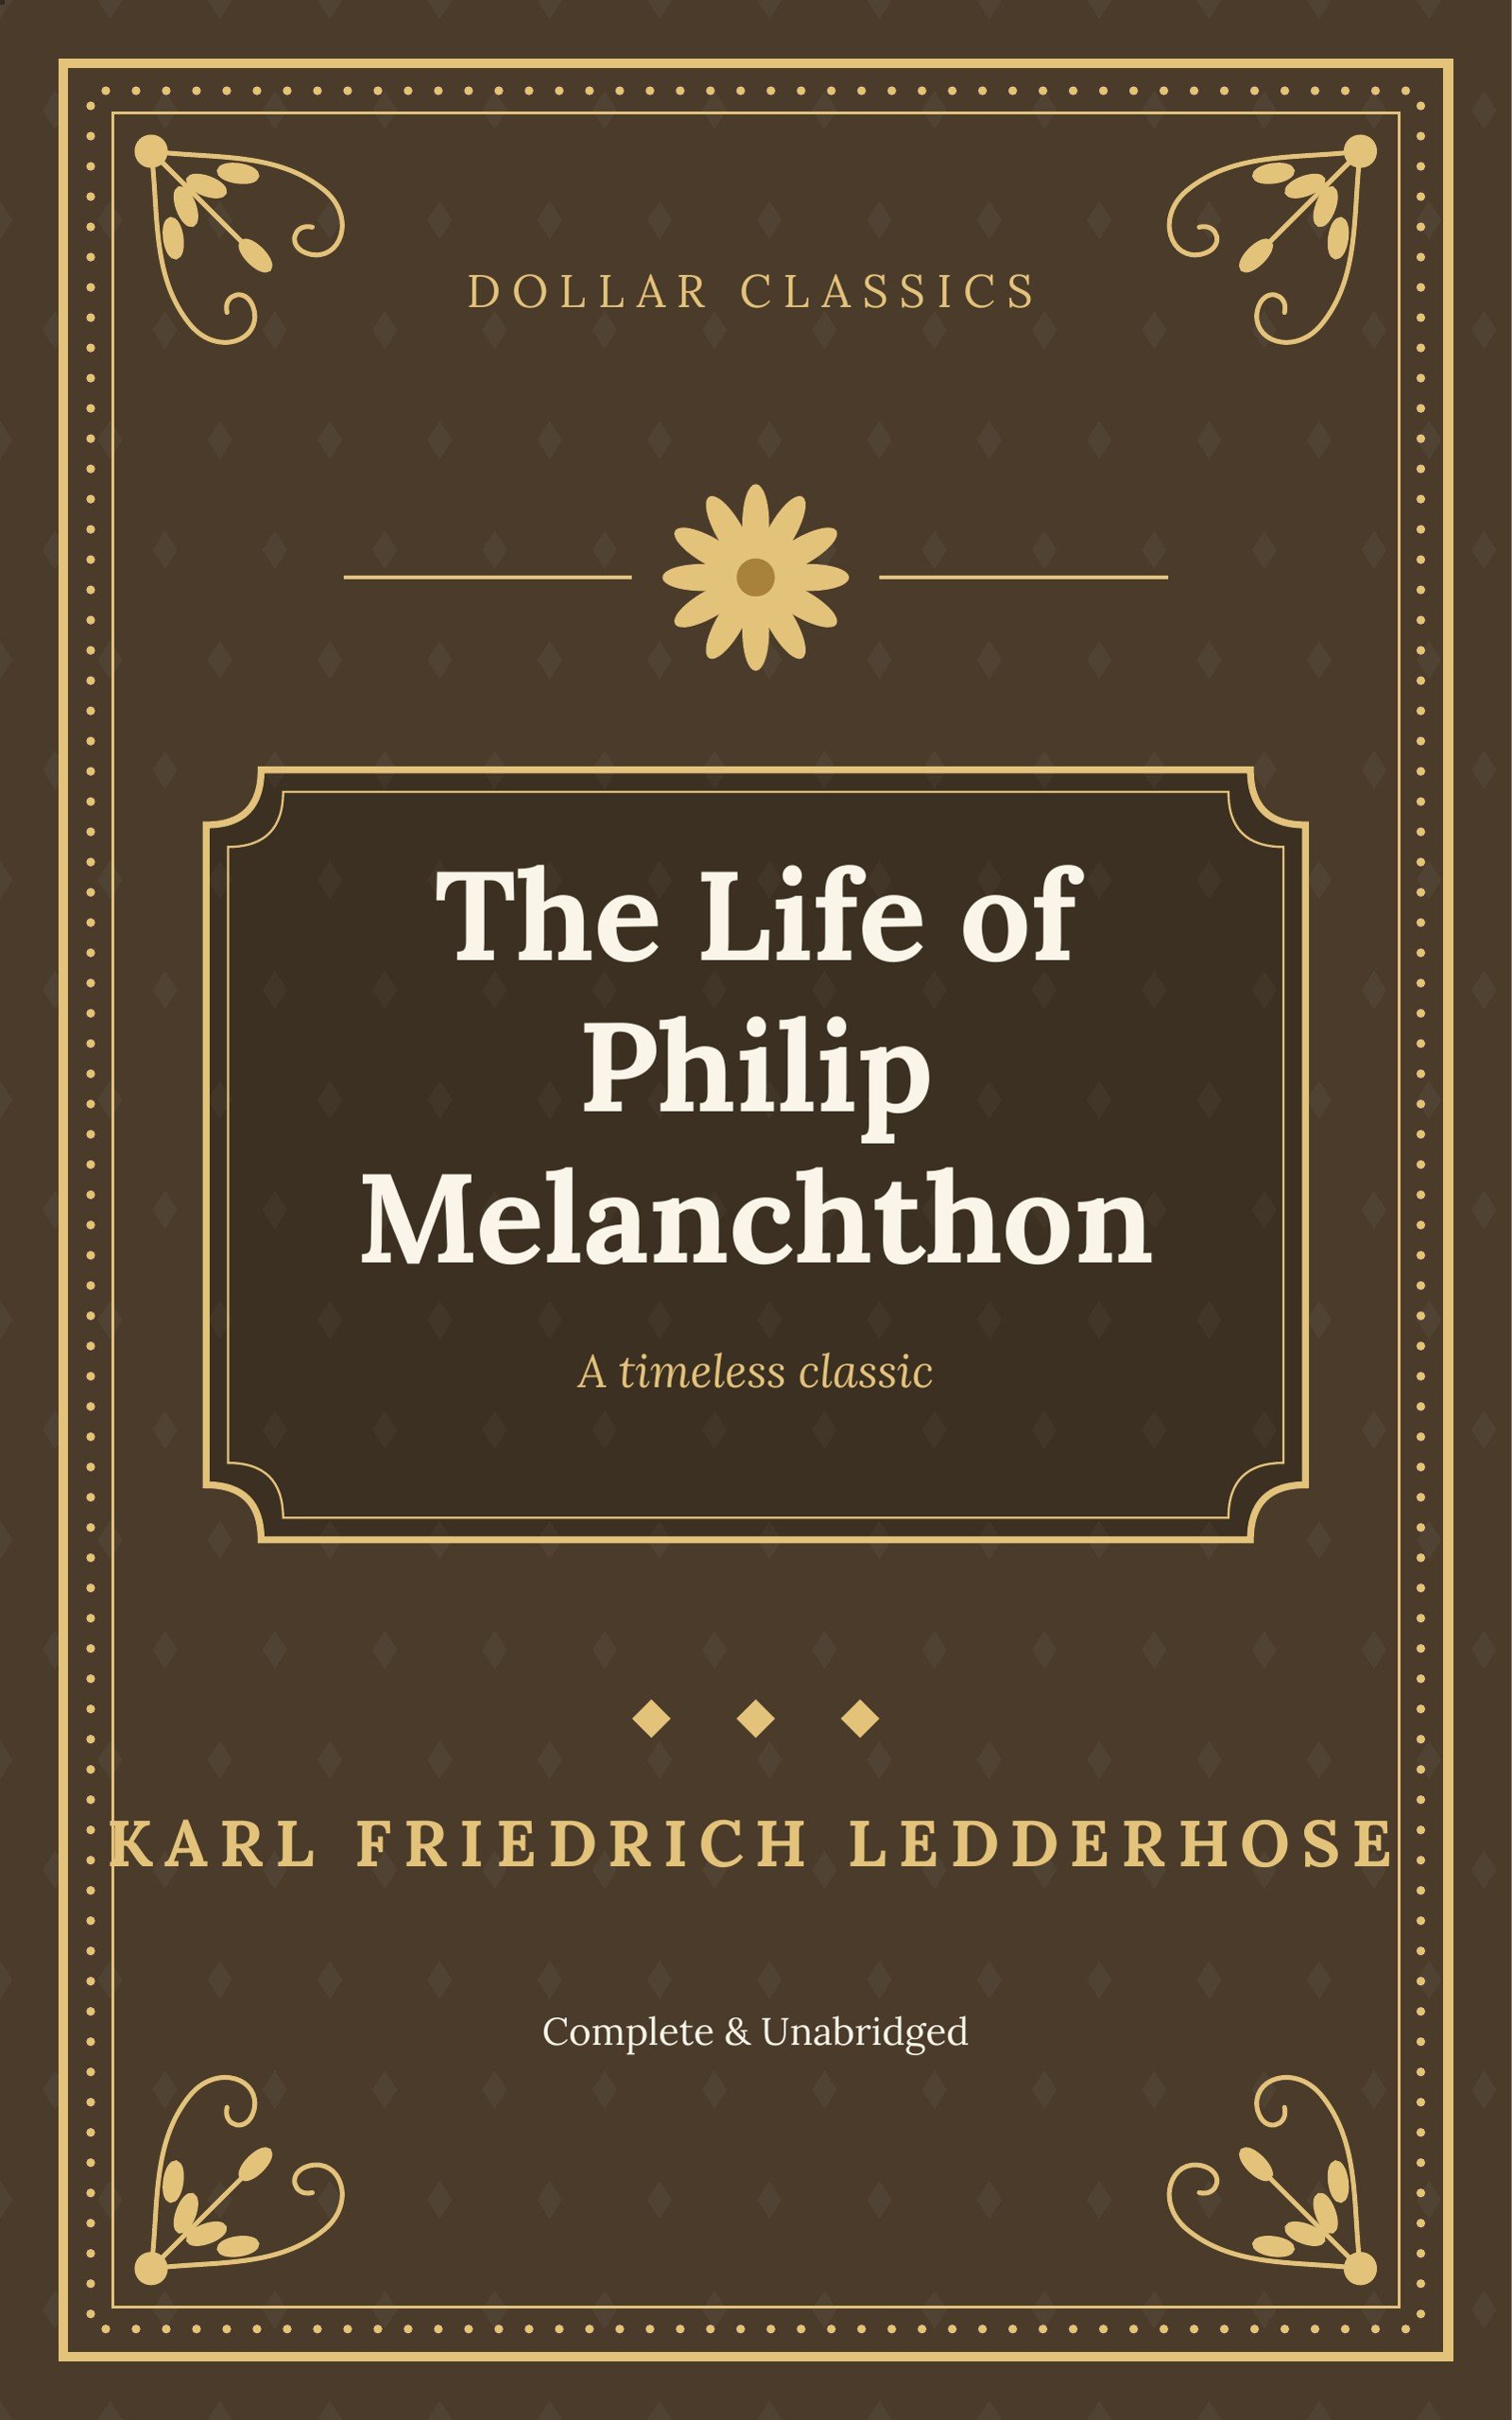 DOLLAR CLASSICS
The Life of
Philip
Melanchthon
A timeless classic
KARL FRIEDRICH LEDDERHOSE
Complete & Unabridged